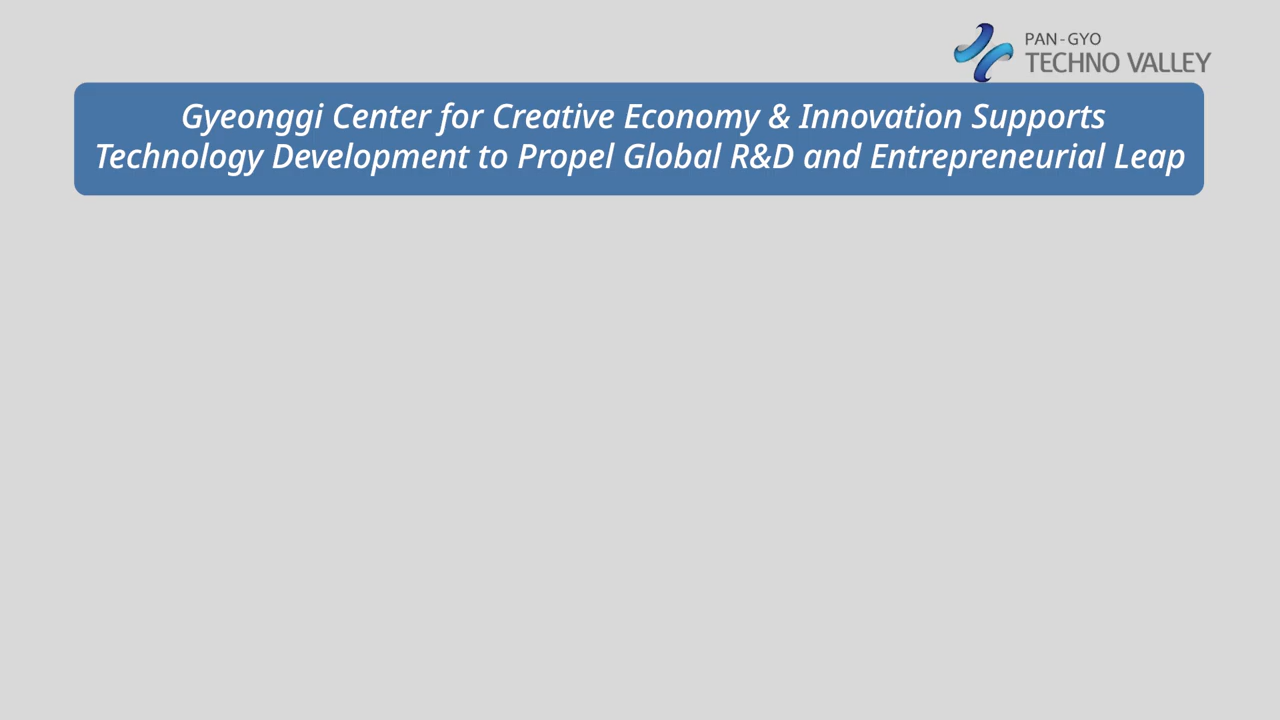 PAN-GYO
TECHNO VALLEY
Gyeonggi Center for Creative Economy & Innovation Supports
Technology Development to Propel Global R&D and Entrepreneurial Leap